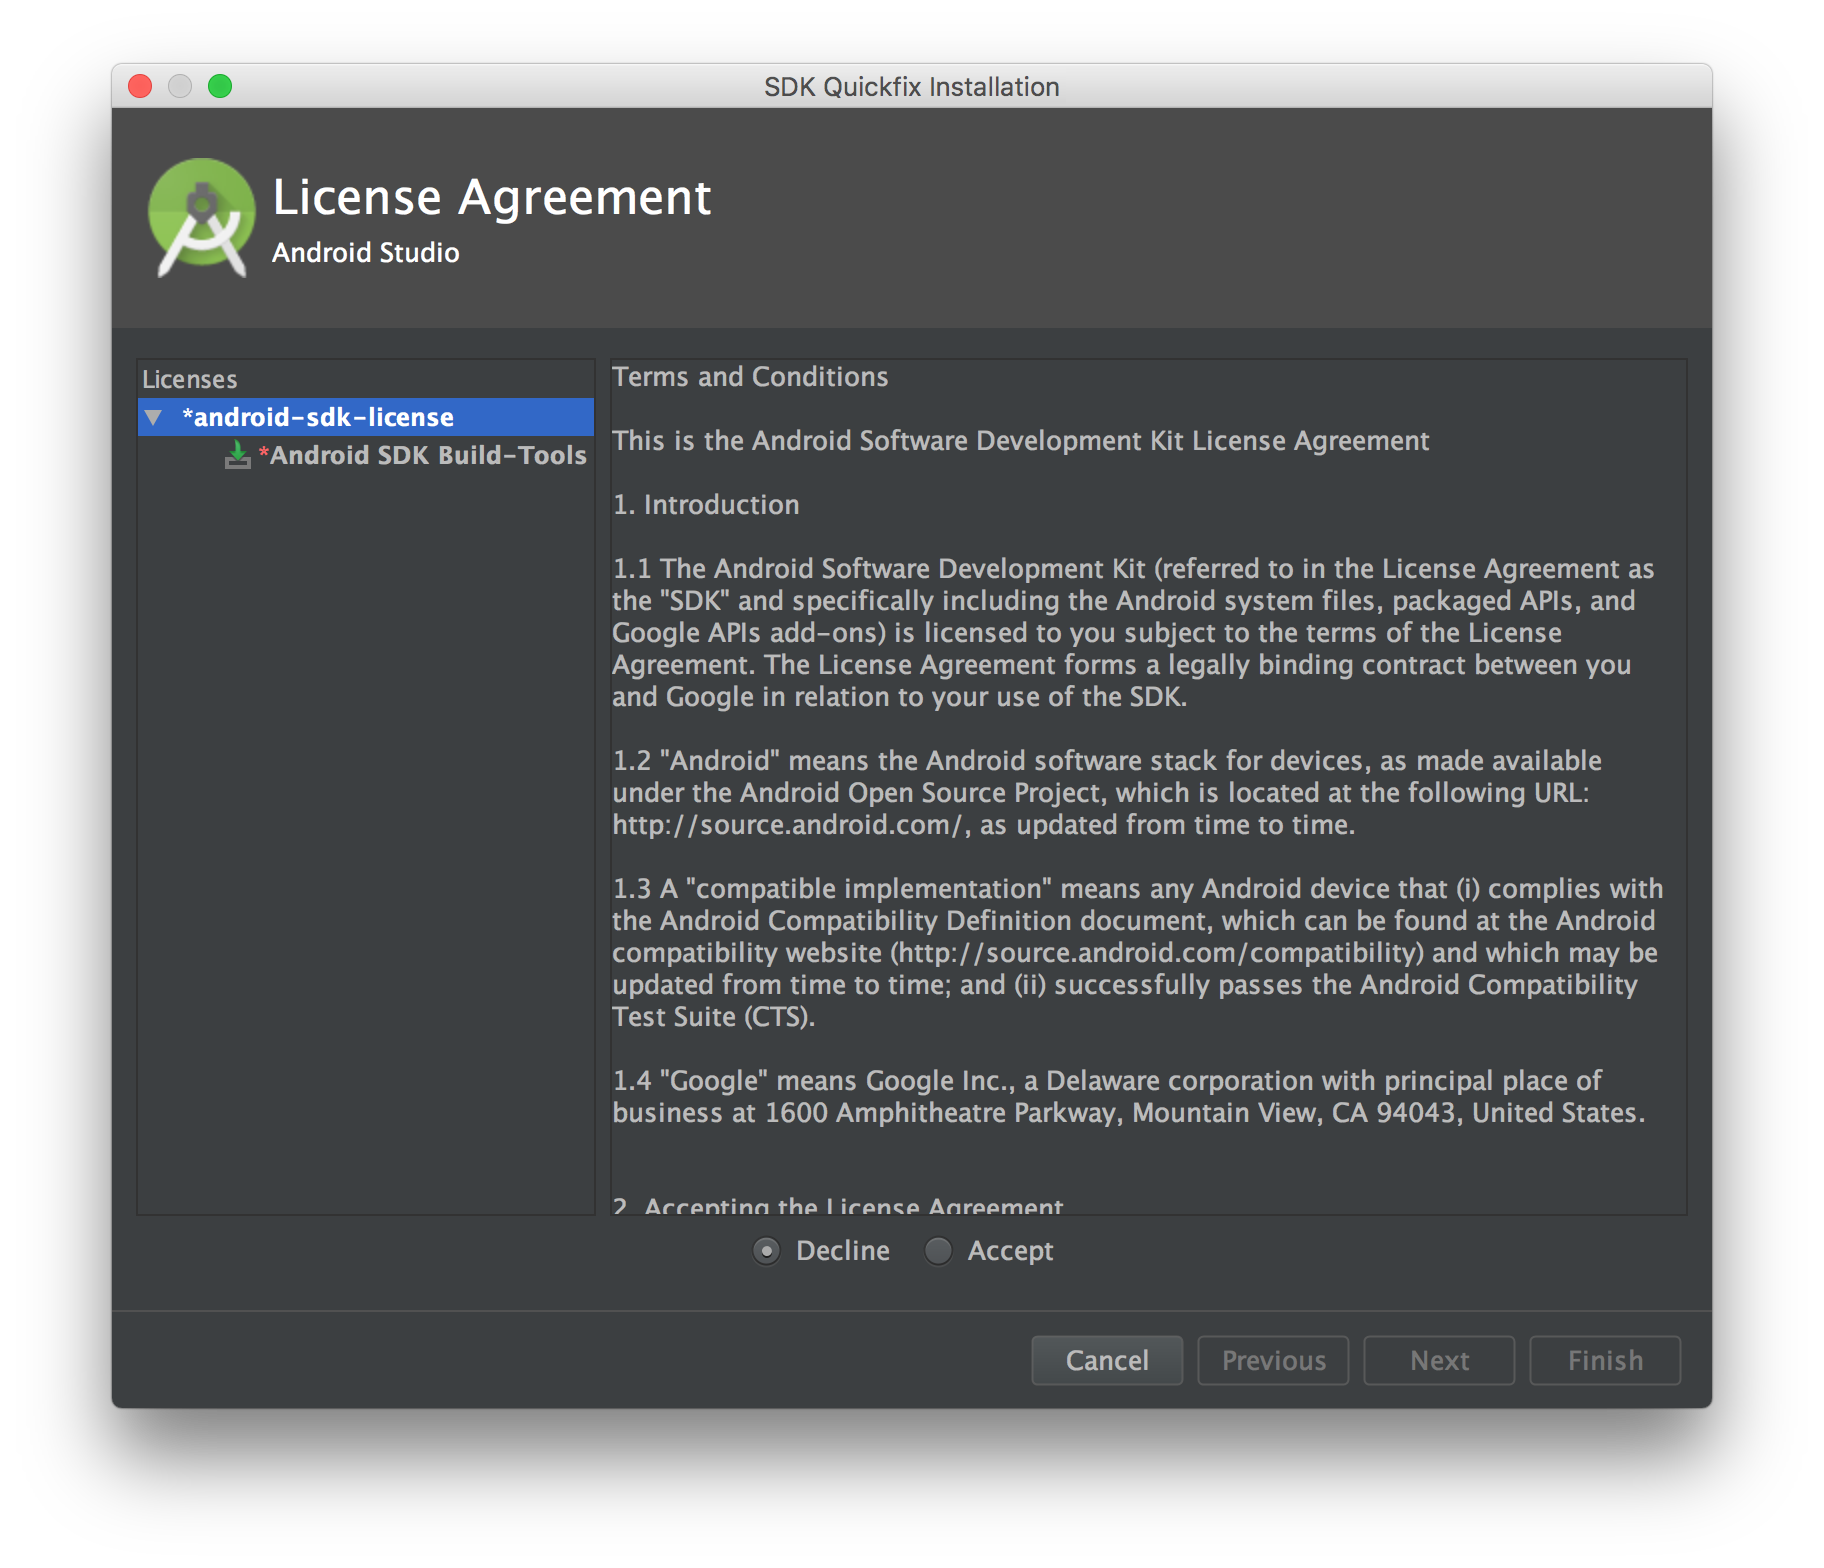 SDK Quickfix Installation
License Agreement
Android Studio
Licenses
*android-sdk-license
*Android SDK Build-Tools
Terms and Conditions
This is the Android Software Development Kit License Agreement
1. Introduction
1.1 The Android Software Development Kit (referred to in the License Agreement as
the "SDK" and specifically including the Android system files, packaged APIs, and
Google APIs add-ons) is licensed to you subject to the terms of the License
Agreement. The License Agreement forms a legally binding contract between you
and Google in relation to your use of the SDK.
1.2 "Android" means the Android software stack for devices, as made available
under the Android Open Source Project, which is located at the following URL:
http://source.android.com/, as updated from time to time.
1.3 A "compatible implementation" means any Android device that (i) complies with
the Android Compatibility Definition document, which can be found at the Android
compatibility website (http://source.android.com/compatibility) and which may be
updated from time to time; and (ii) successfully passes the Android Compatibility
Test Suite (CTS).
1.4 "Google" means Google Inc., a Delaware corporation with principal place of
business at 1600 Amphitheatre Parkway, Mountain View, CA 94043, United States.
2. Accepting the License Agreement
Decline Accept
Cancel Previous Next Finish